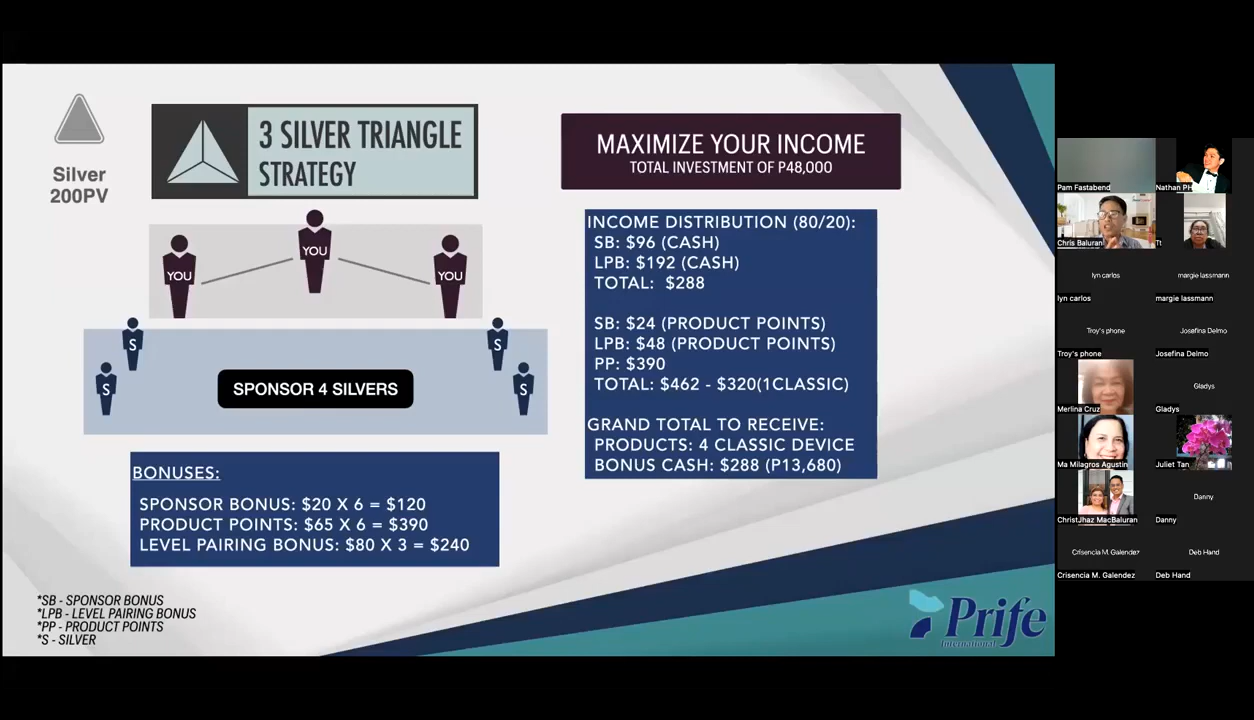 Silver
200PV
3 SILVER TRIANGLE
STRATEGY
YOU
YOU
YOU
S
S
S
S
SPONSOR 4 SILVERS
BONUSES:
SPONSOR BONUS: $20 X 6 = $120
PRODUCT POINTS: $65 X 6 = $390
LEVEL PAIRING BONUS: $80 X 3 = $240
*SB - SPONSOR BONUS
*LPB - LEVEL PAIRING BONUS
*PP - PRODUCT POINTS
*S - SILVER
MAXIMIZE YOUR INCOME
TOTAL INVESTMENT OF P48,000
INCOME DISTRIBUTION (80/20):
SB: $96 (CASH)
LPB: $192 (CASH)
TOTAL: $288
SB: $24 (PRODUCT POINTS)
LPB: $48 (PRODUCT POINTS)
PP: $390
TOTAL: $462 - $320(1CLASSIC)
GRAND TOTAL TO RECEIVE:
PRODUCTS: 4 CLASSIC DEVICE
BONUS CASH: $288 (P13,680)
Prife
International
Pam Fastabend
Nathan PH
Chris Baluran
Tt
lyn carlos
margie lassmann
lyn carlos
margie lassmann
Troy's phone
Josefina Delmo
Troy's phone
Josefina Delmo
Gladys
Merlina Cruz
Gladys
Ma Milagros Agustin
Juliet Tan
Danny
ChristJhaz MacBaluran
Danny
Crisencia M. Galendez
Deb Hand
Crisencia M. Galendez
Deb Hand